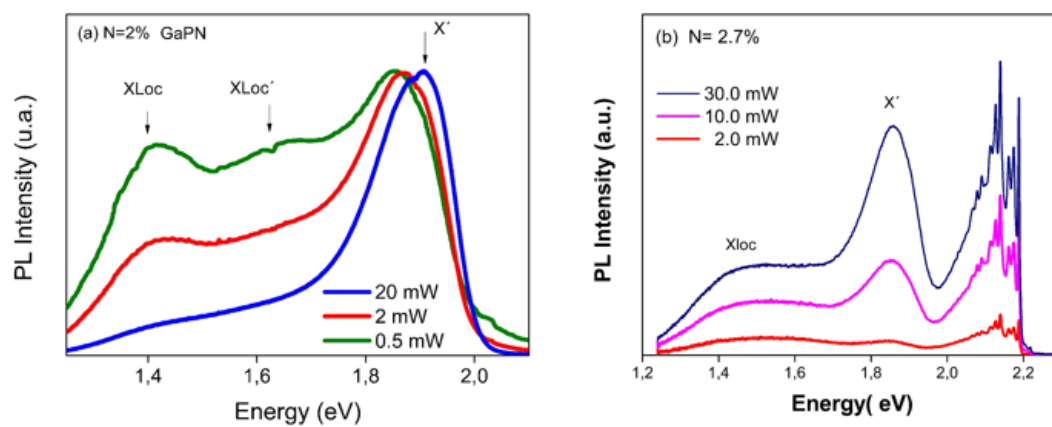 (a) N=2% GaPN
X´
XLoc
XLoc´
20 mW
2 mW
0.5 mW
PL Intensity (u.a.)
1,4
1,6
1,8
2,0
Energy (eV)
(b) N= 2.7%
30.0 mW
10.0 mW
2.0 mW
X´
Xloc
PL Intensity (a.u.)
1,2
1,4
1,6
1,8
2,0
2,2
Energy( eV)